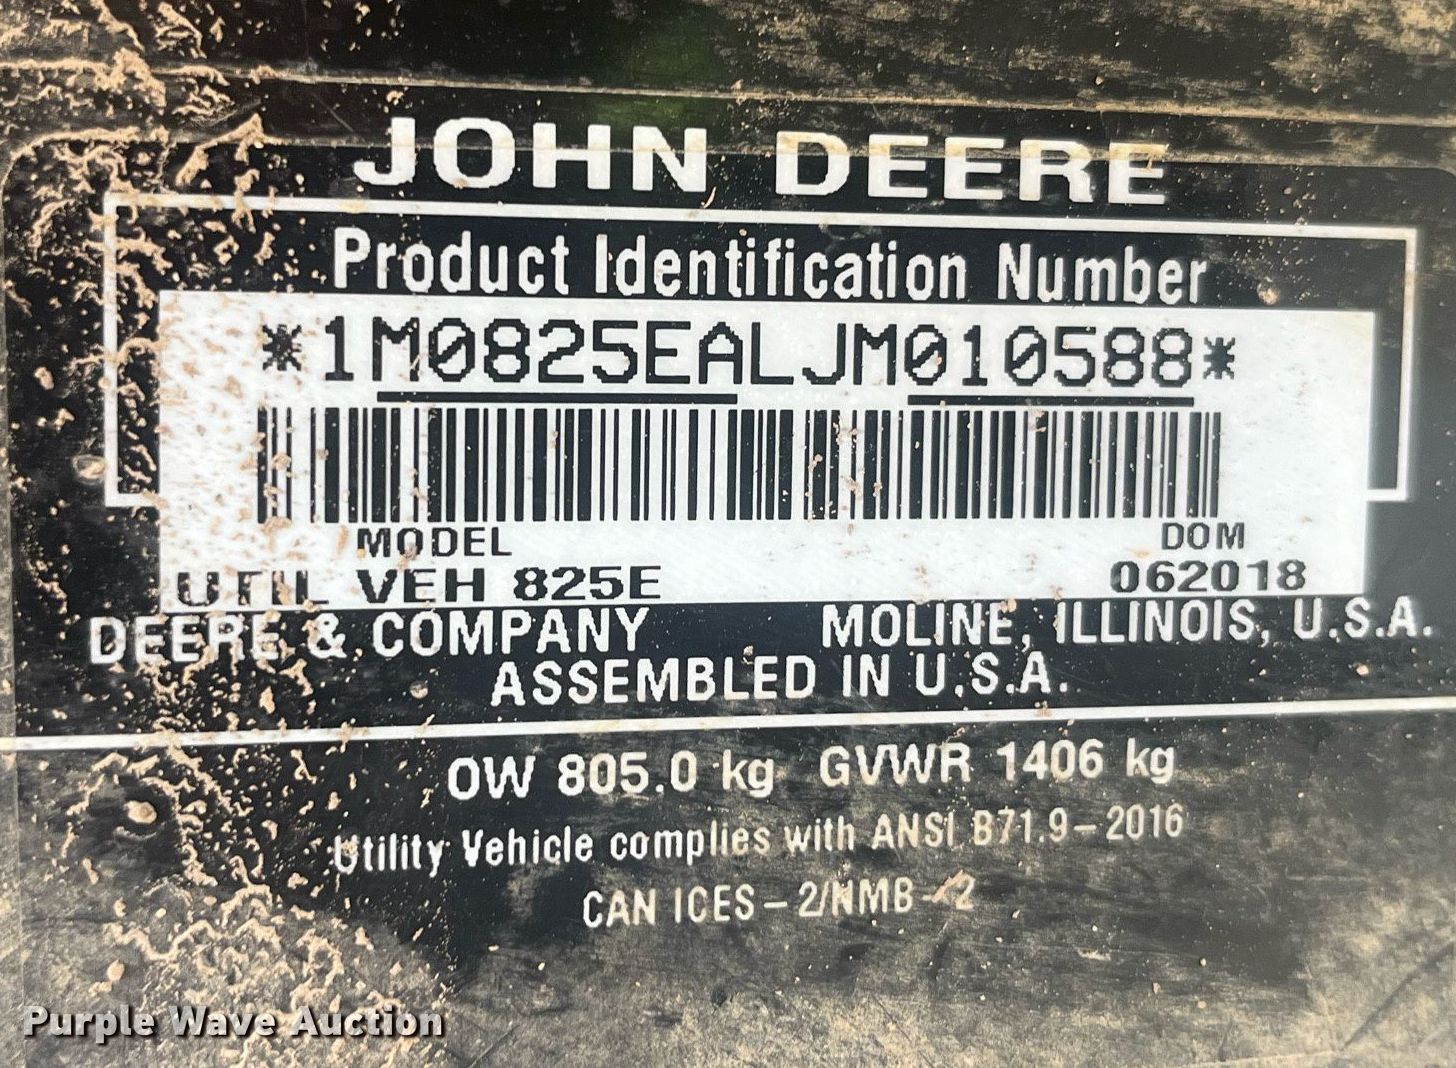 JOHN DEERE
Product Identification Number
*1M0825EALJM010588*
MODEL DOM
UTIL VEH 825E 062018
DEERE & COMPANY MOLINE, ILLINOIS, U.S.A.
ASSEMBLED IN U.S.A.
OW 805.0 kg GVWR 1406 kg
Utility Vehicle complies with ANSI B71.9-2016
CAN ICES-2/NMB-2
Purple Wave Auction